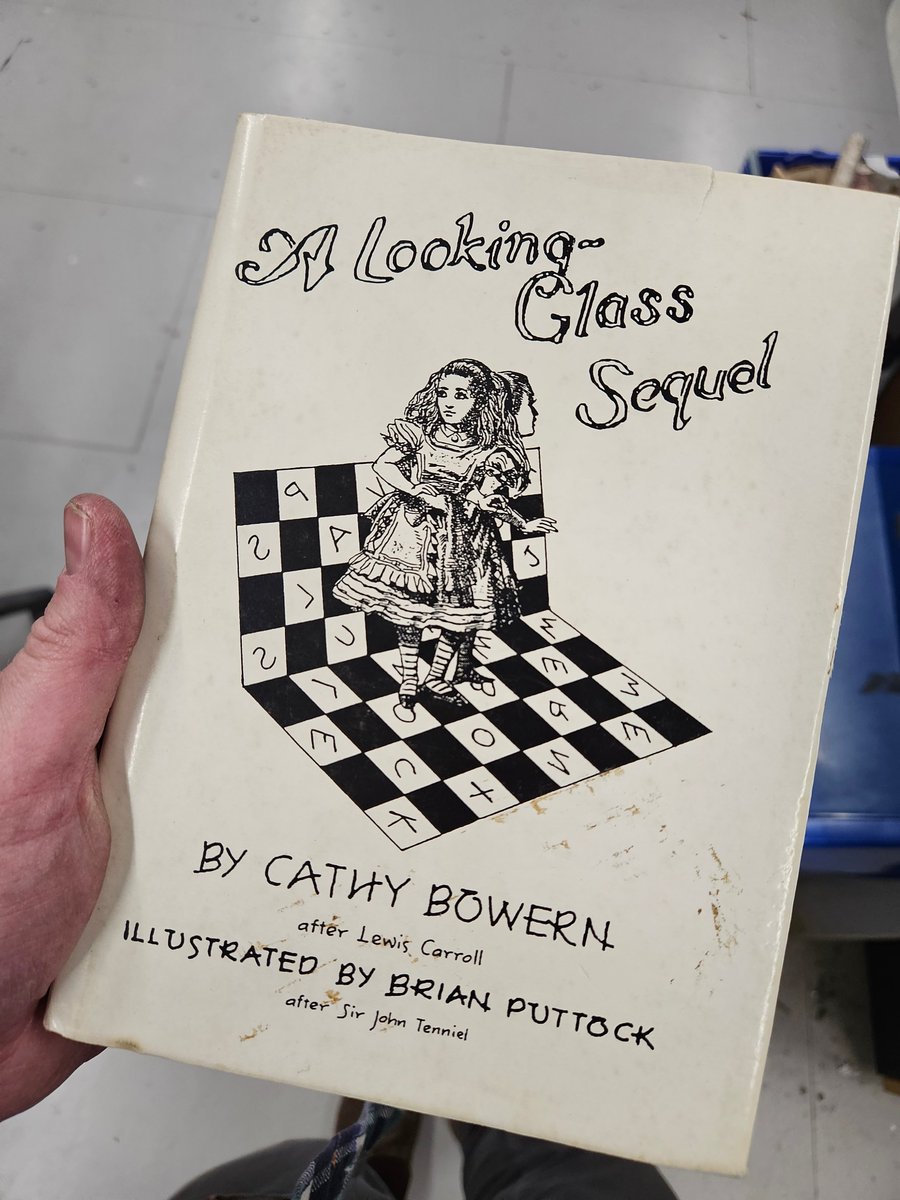 A Looking-
Glass
Sequel
BY CATHY BOWERN
after Lewis Carroll
ILLUSTRATED BY BRIAN PUTTOCK
after Sir John Tenniel